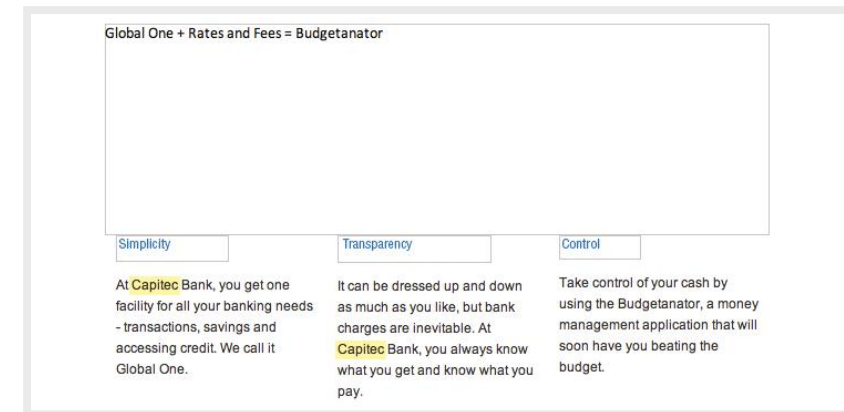 Global One + Rates and Fees = Budgetanator
Simplicity
At Capitec Bank, you get one
facility for all your banking needs
- transactions, savings and
accessing credit. We call it
Global One.
Transparency
It can be dressed up and down
as much as you like, but bank
charges are inevitable. At
Capitec Bank, you always know
what you get and know what you
pay.
Control
Take control of your cash by
using the Budgetanator, a money
management application that will
soon have you beating the
budget.